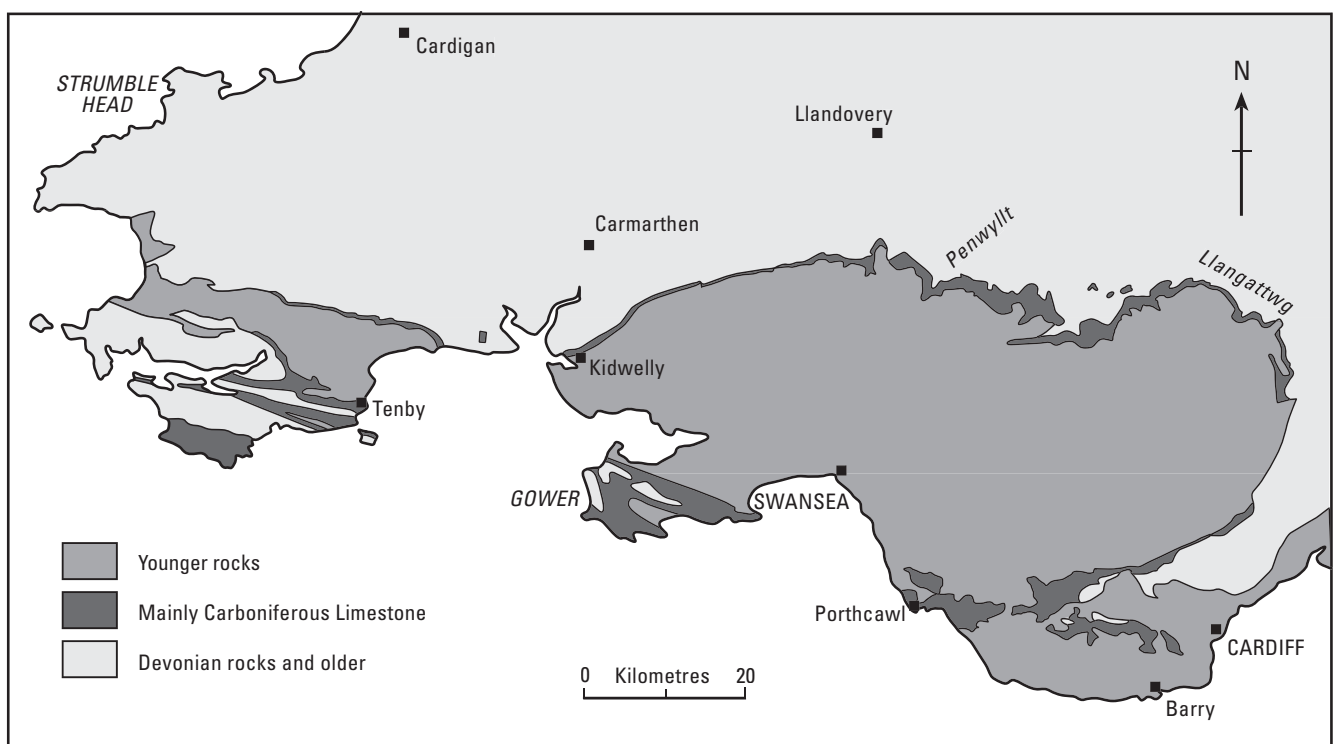 Cardigan
STRUMBLE
HEAD
N
Llandovery
Penwyllt
Carmarthen
Llangattwg
Kidwelly
Tenby
GOWER
SWANSEA
Younger rocks
Mainly Carboniferous Limestone
Devonian rocks and older
Porthcawl
CARDIFF
0 Kilometres 20
Barry